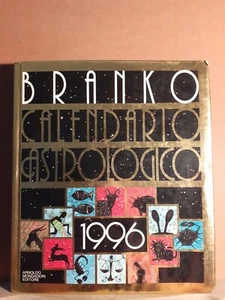 BRANKO
CALENDARIO
ASTROLOGICO
1996
ARNOLDO
MONDADORI
EDITORE